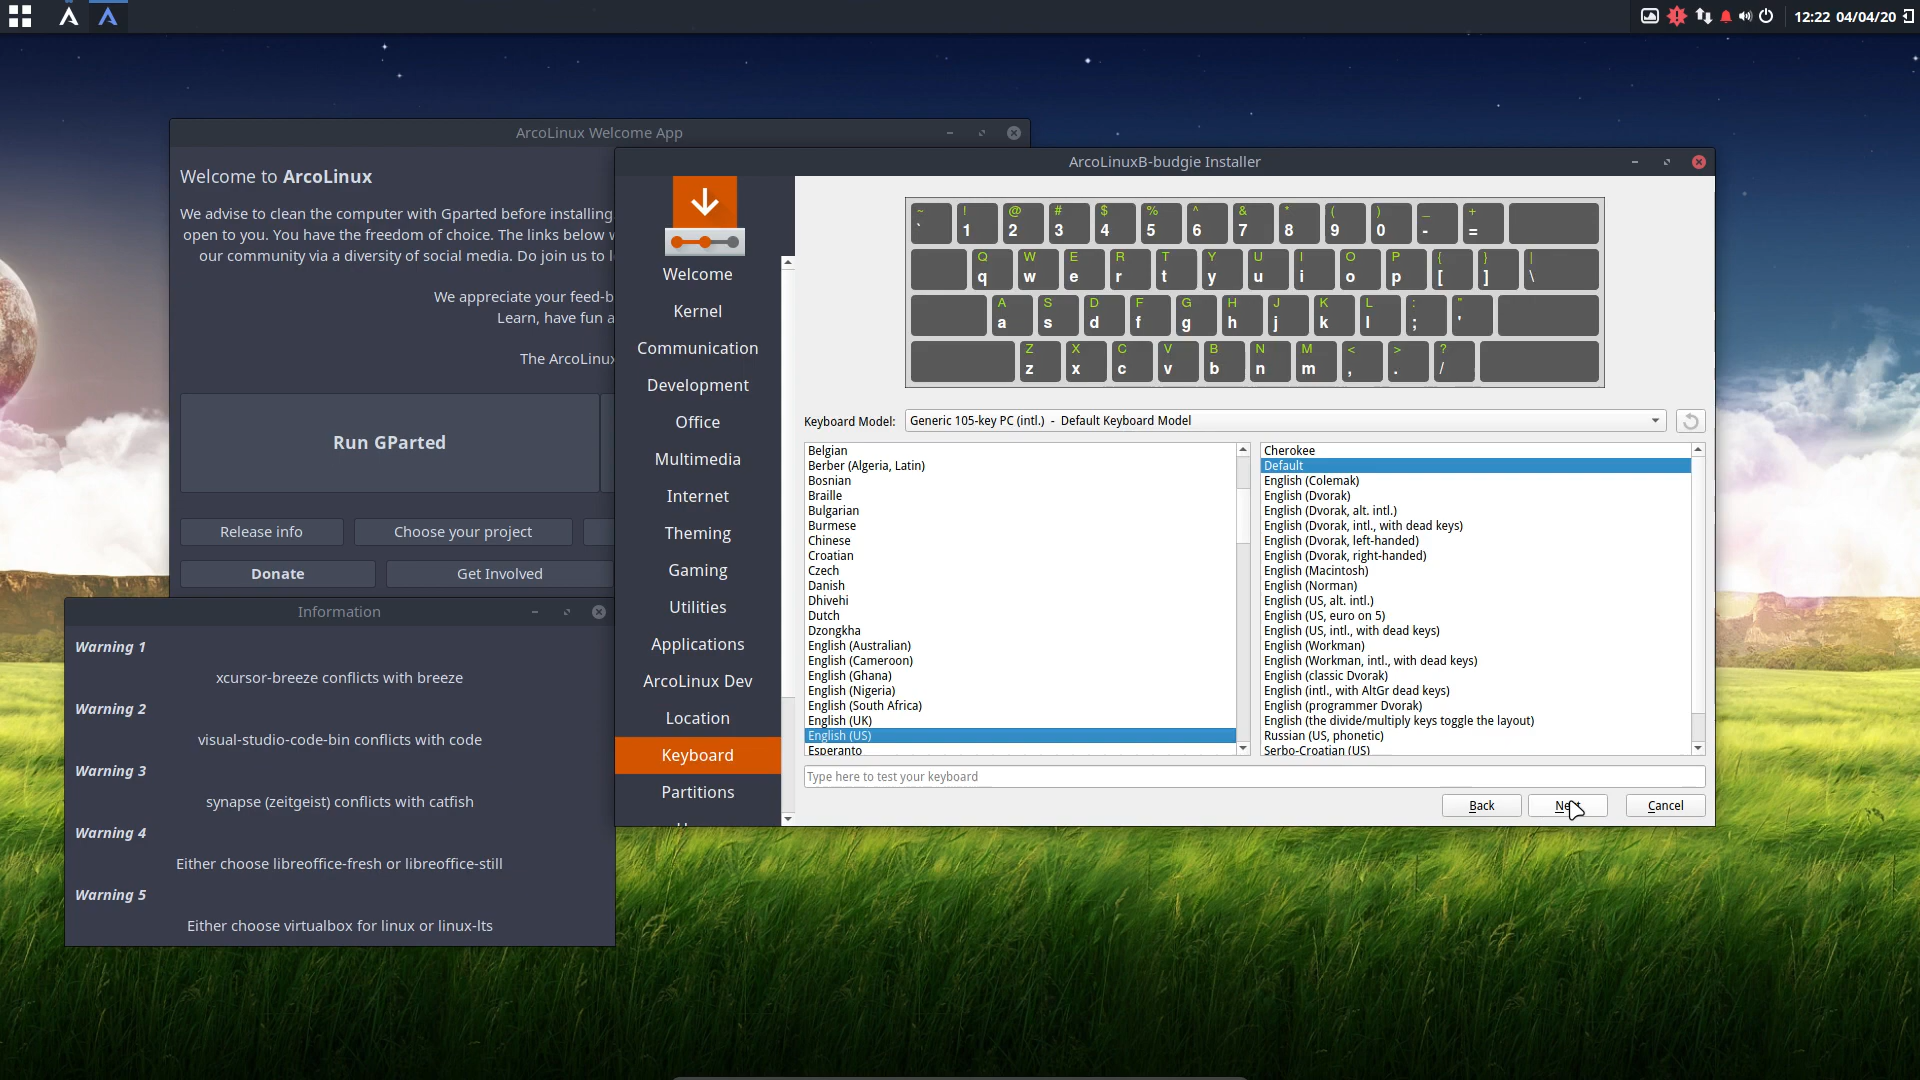 12:22 04/04/20
ArcoLinux Welcome App
Welcome to ArcoLinux
We advise to clean the computer with Gparted before installing
open to you. You have the freedom of choice. The links below
our community via a diversity of social media. Do join us to
We appreciate your feed-b
Learn, have fun a
The ArcoLinux
Run GParted
Release info
Choose your project
Donate
Get Involved
Information
Warning 1
xcursor-breeze conflicts with breeze
Warning 2
visual-studio-code-bin conflicts with code
Warning 3
synapse (zeitgeist) conflicts with catfish
Warning 4
Either choose libreoffice-fresh or libreoffice-still
Warning 5
Either choose virtualbox for linux or linux-lts
ArcoLinuxB-budgie Installer
Welcome
Kernel
Communication
Development
Office
Multimedia
Internet
Theming
Gaming
Utilities
Applications
ArcoLinux Dev
Location
Keyboard
Partitions
~ ! @ # $ % ^ & * ( ) _ +
` 1 2 3 4 5 6 7 8 9 0 - =
Q W E R T Y U I O P { } |
q w e r t y u i o p [ ] \
A S D F G H J K L : "
a s d f g h j k l ; '
Z X C V B N M < > ?
z x c v b n m , . /
Keyboard Model: Generic 105-key PC (intl.) - Default Keyboard Model
Belgian
Berber (Algeria, Latin)
Bosnian
Braille
Bulgarian
Burmese
Chinese
Croatian
Czech
Danish
Dhivehi
Dutch
Dzongkha
English (Australian)
English (Cameroon)
English (Ghana)
English (Nigeria)
English (South Africa)
English (UK)
English (US)
Esperanto
Cherokee
Default
English (Colemak)
English (Dvorak)
English (Dvorak, alt. intl.)
English (Dvorak, intl., with dead keys)
English (Dvorak, left-handed)
English (Dvorak, right-handed)
English (Macintosh)
English (Norman)
English (US, alt. intl.)
English (US, euro on 5)
English (US, intl., with dead keys)
English (Workman)
English (Workman, intl., with dead keys)
English (classic Dvorak)
English (intl., with AltGr dead keys)
English (programmer Dvorak)
English (the divide/multiply keys toggle the layout)
Russian (US, phonetic)
Serbo-Croatian (US)
Type here to test your keyboard
Back
Next
Cancel